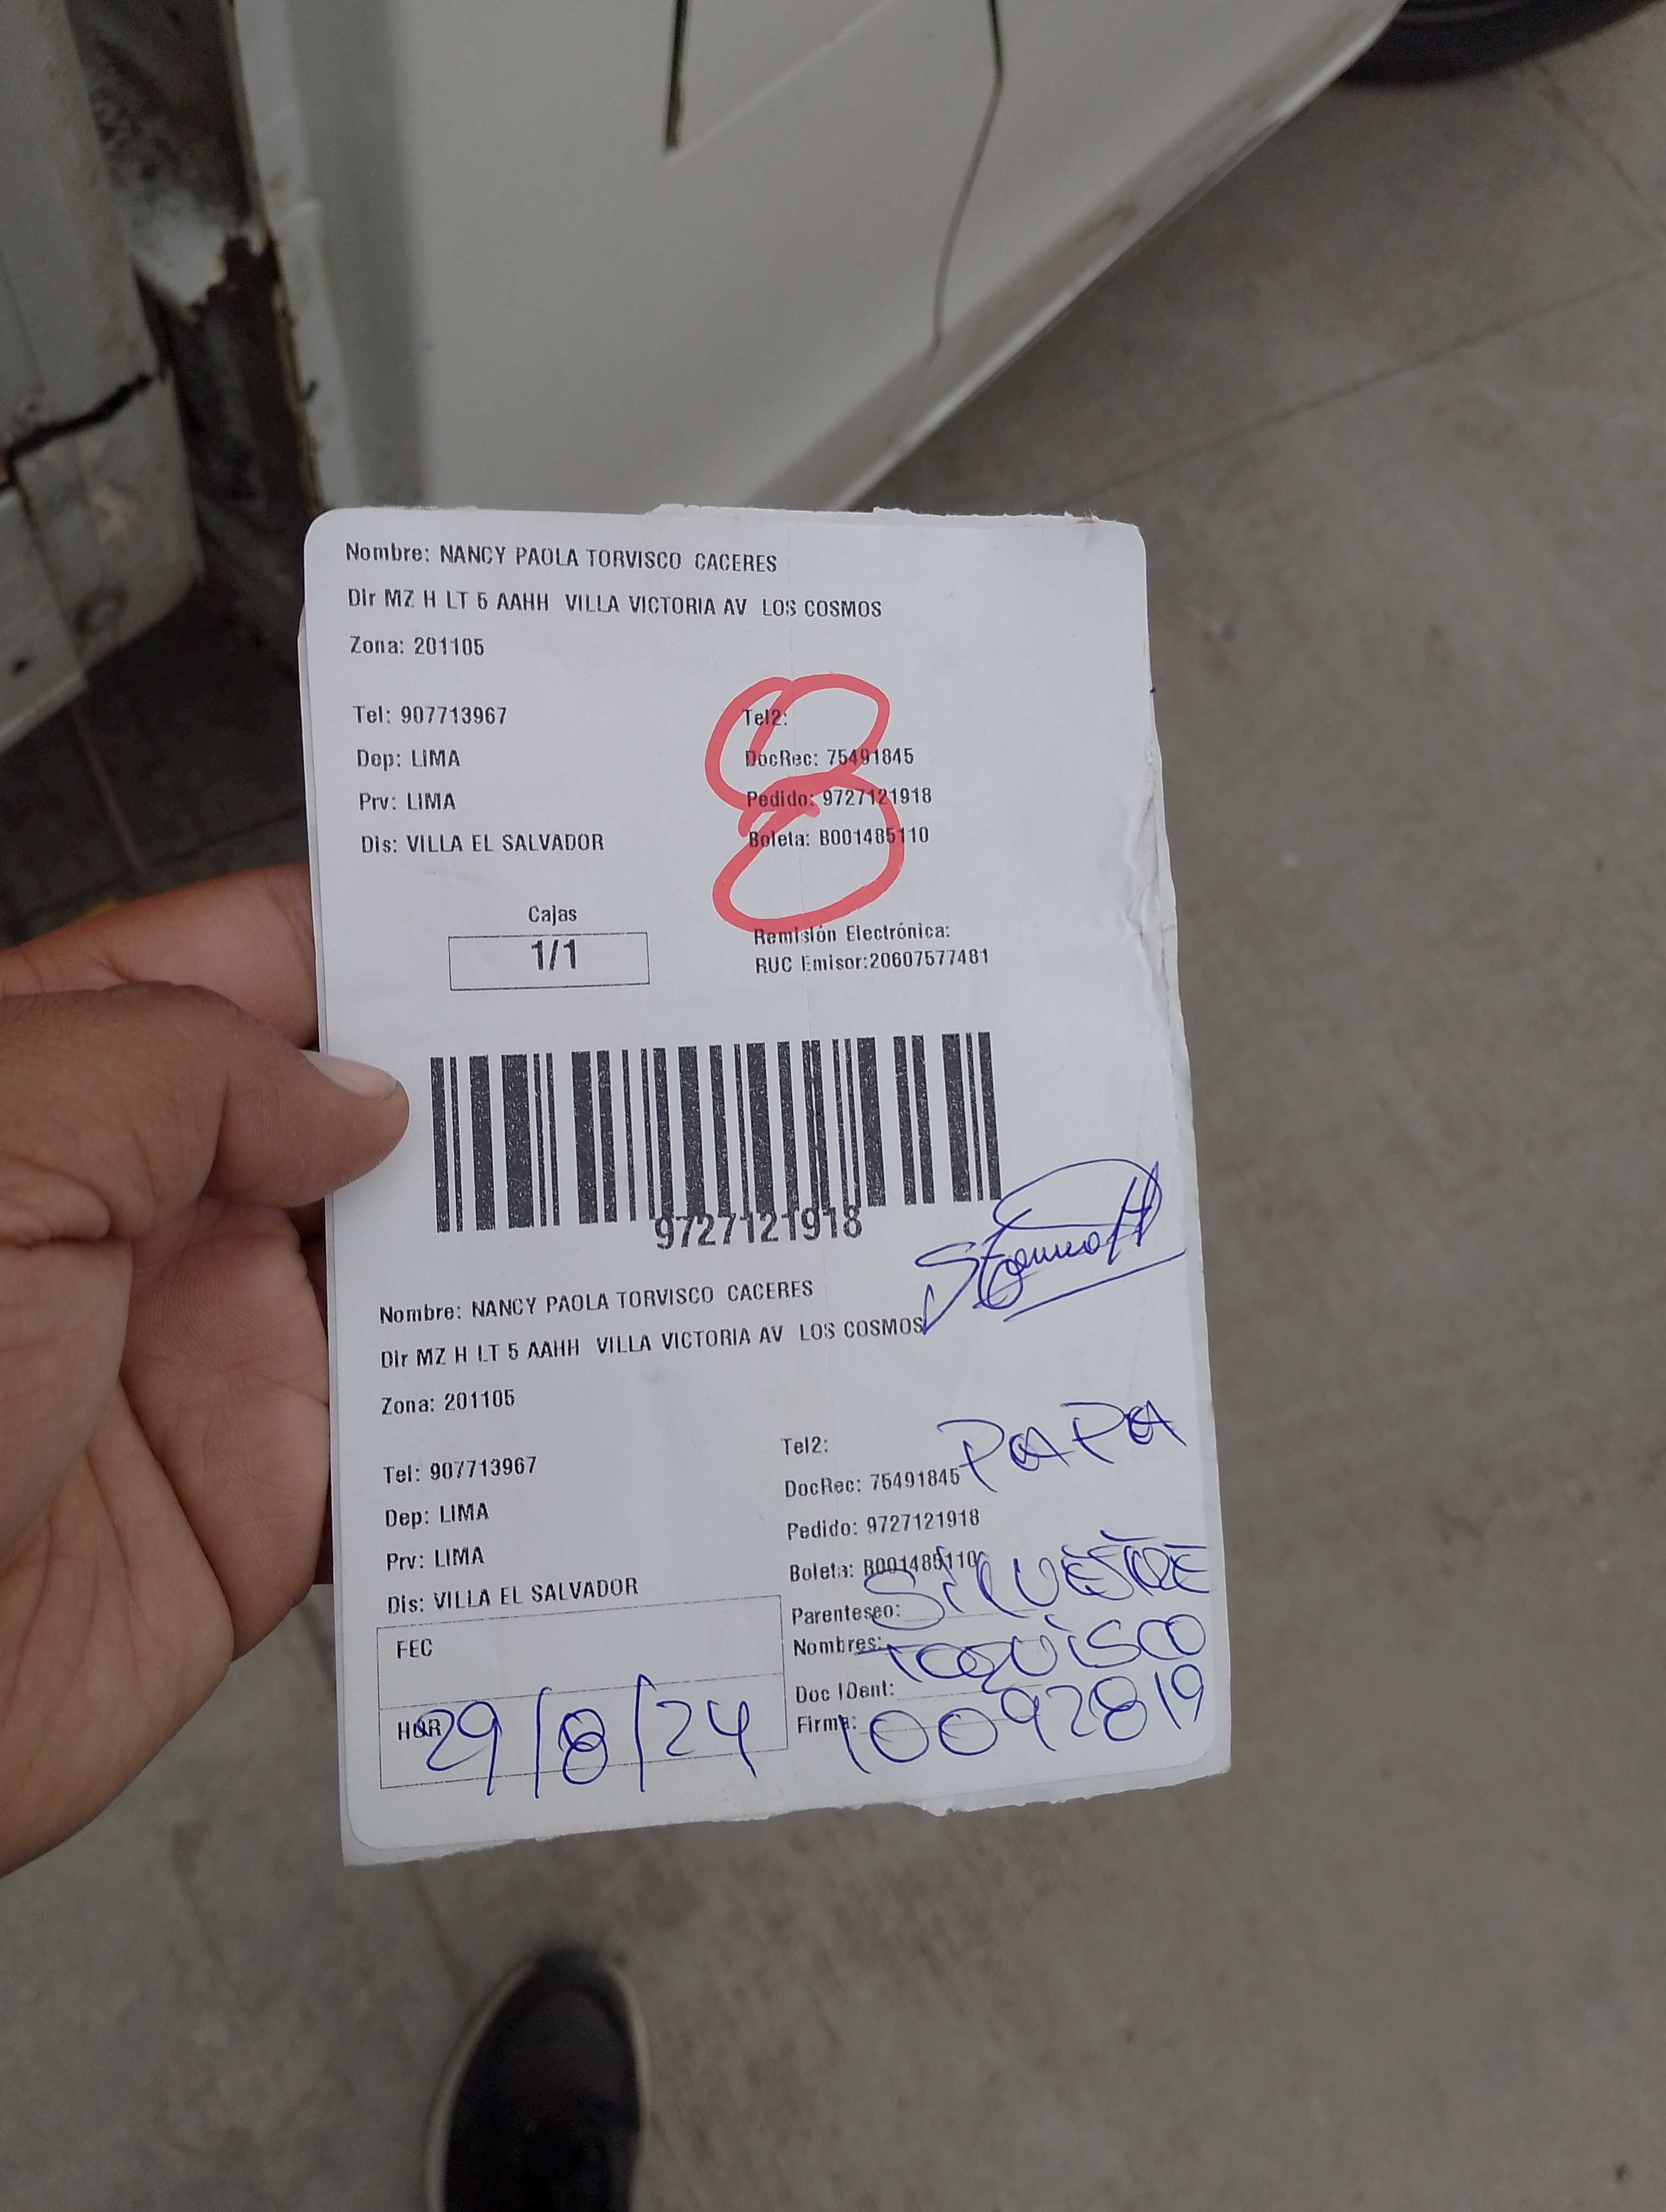 Nombre: NANCY PAOLA TORVISCO CACERES
Dir MZ H LT 5 AAHH VILLA VICTORIA AV LOS COSMOS
Zona: 201105
Tel: 907713967
Tel2:
Dep: LIMA
DocRec: 75491845
Prv: LIMA
Pedido: 9727121918
Dis: VILLA EL SALVADOR
Boleta: B001485110
8
Cajas
1/1
Remisión Electrónica:
RUC Emisor:20607577481
9727121918
Nombre: NANCY PAOLA TORVISCO CACERES
Dir MZ H LT 5 AAHH VILLA VICTORIA AV LOS COSMOS
Zona: 201105
Tel2:
PAPA
Tel: 907713967
DocRec: 75491845
Dep: LIMA
Pedido: 9727121918
Prv: LIMA
Boleta: B001485110
Dis: VILLA EL SALVADOR
Parenteseo: SILVESTRE
FEC
Nombres:
Doc IDent:
HOR 29/8/24
Firma: 10092819